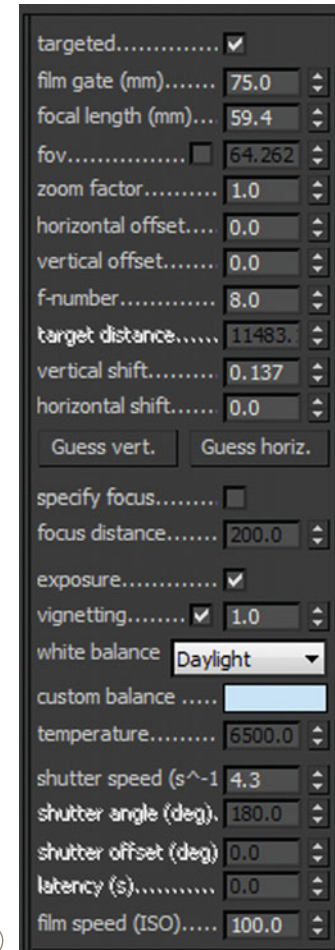 targeted..............
film gate (mm)....... 75.0
focal length (mm)... 59.4
fov................ 64.262
zoom factor.......... 1.0
horizontal offset.... 0.0
vertical offset....... 0.0
f-number............. 8.0
target distance...... 11483.
vertical shift......... 0.137
horizontal shift...... 0.0
Guess vert. Guess horiz.
specify focus........
focus distance....... 200.0
exposure.............
vignetting........ 1.0
white balance Daylight
custom balance .....
temperature......... 6500.0
shutter speed (s^-1 4.3
shutter angle (deg). 180.0
shutter offset (deg) 0.0
latency (s)........... 0.0
film speed (ISO)..... 100.0